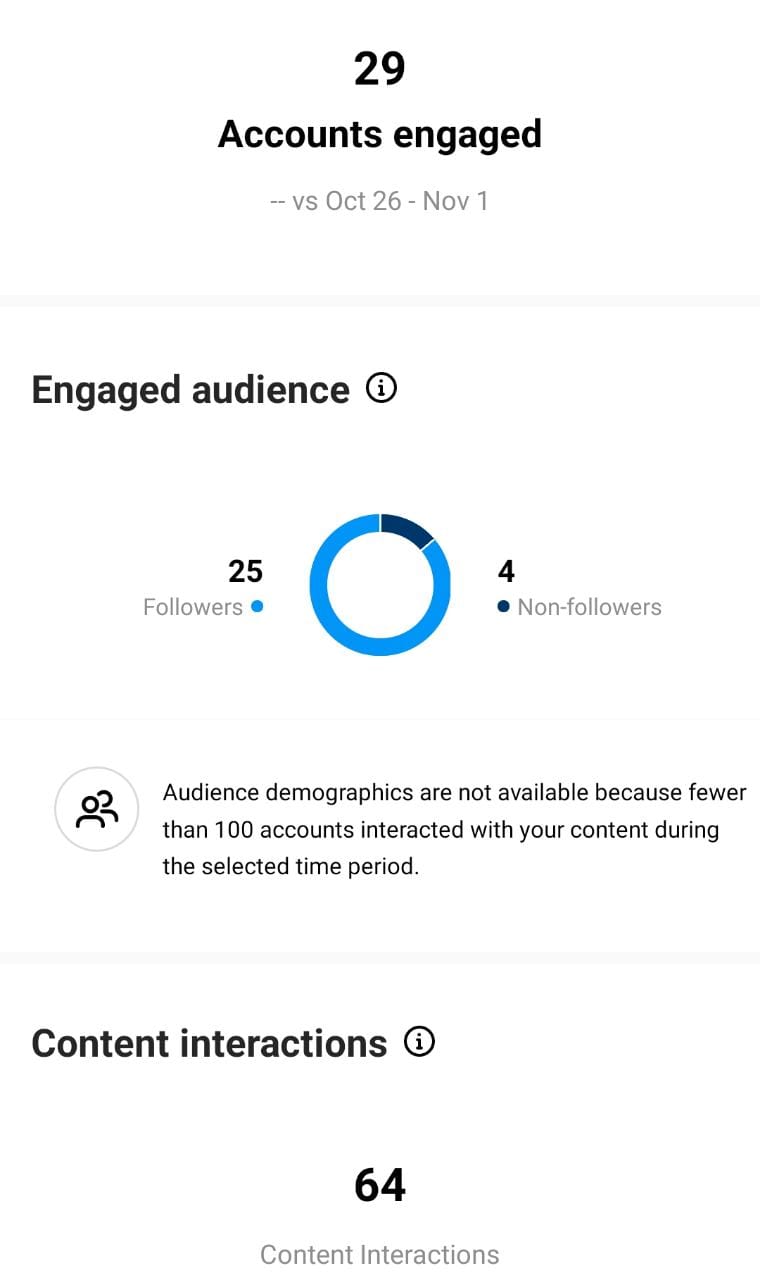 29
Accounts engaged
-- vs Oct 26 - Nov 1
Engaged audience
25
Followers
4
Non-followers
Audience demographics are not available because fewer
than 100 accounts interacted with your content during
the selected time period.
Content interactions
64
Content Interactions